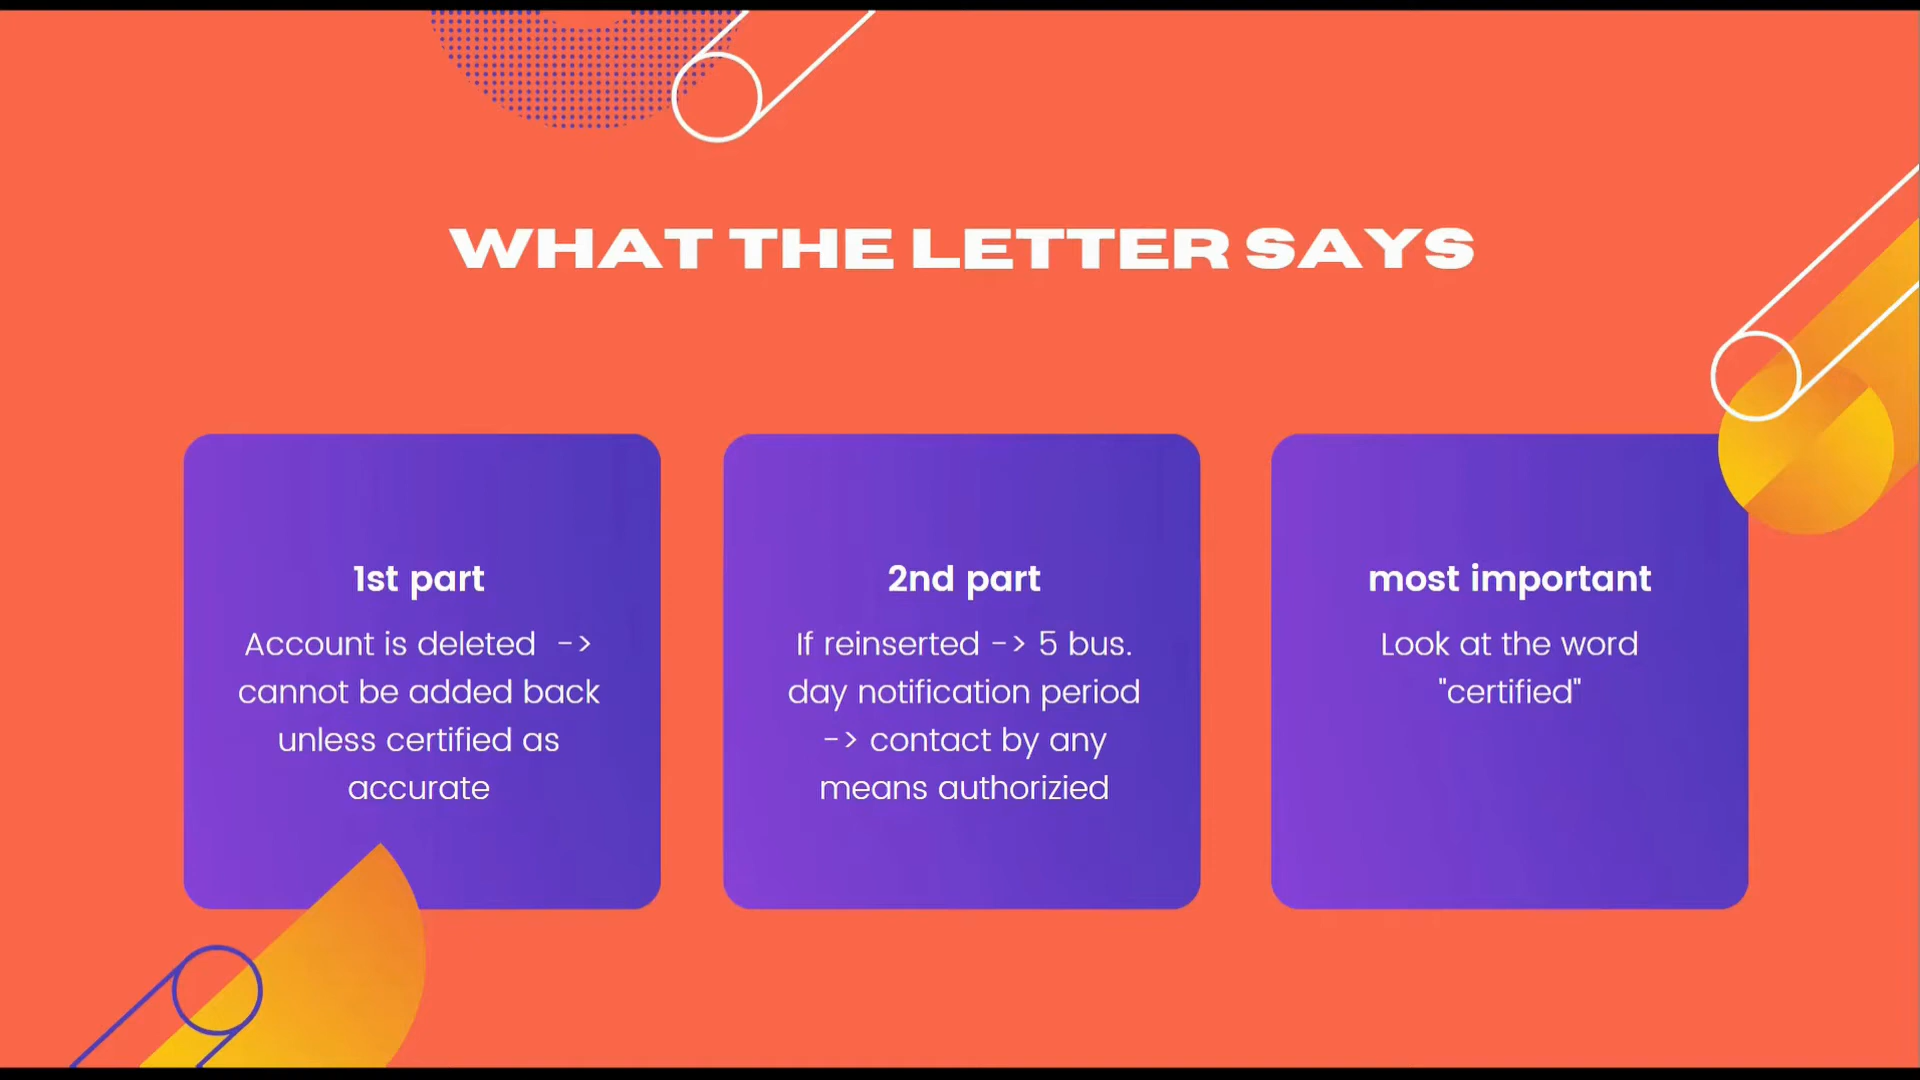 WHAT THE LETTER SAYS
1st part
Account is deleted ->
cannot be added back
unless certified as
accurate
2nd part
If reinserted -> 5 bus.
day notification period
-> contact by any
means authorizied
most important
Look at the word
"certified"